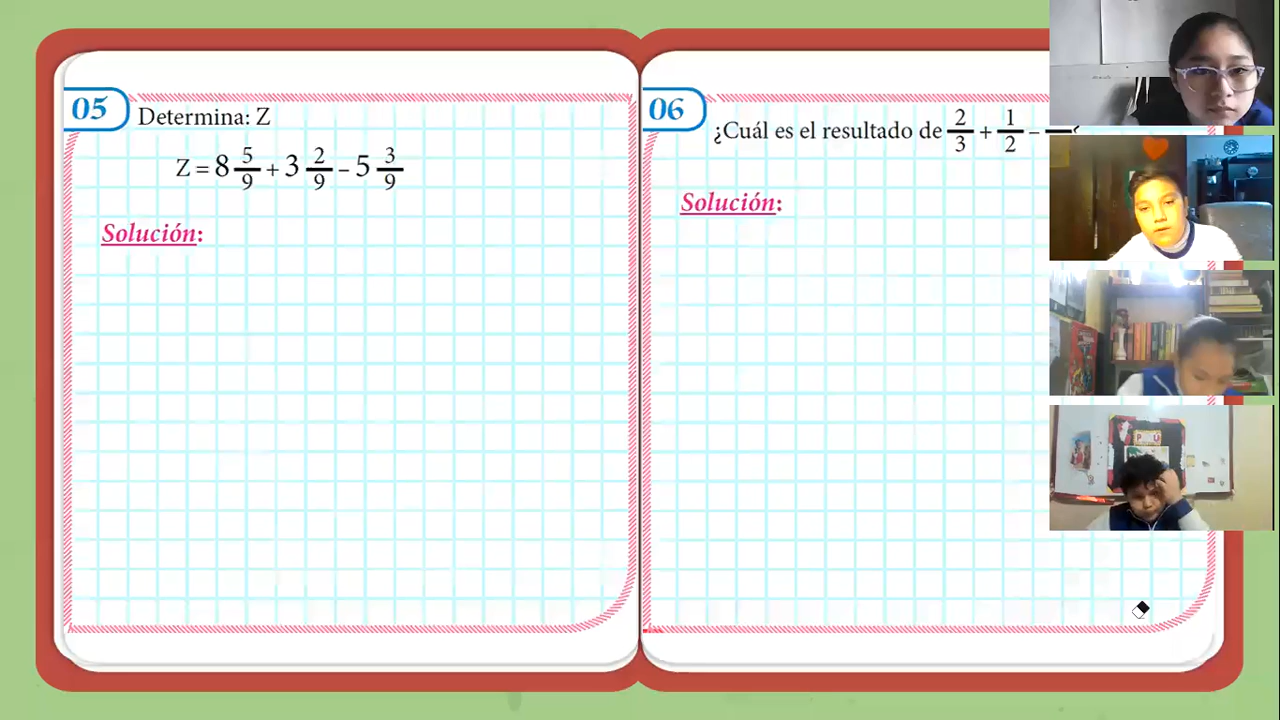 05 Determina: Z
Z = 8 5/9 + 3 2/9 – 5 3/9
Solución:
06 ¿Cuál es el resultado de 2/3 + 1/2 –
Solución: